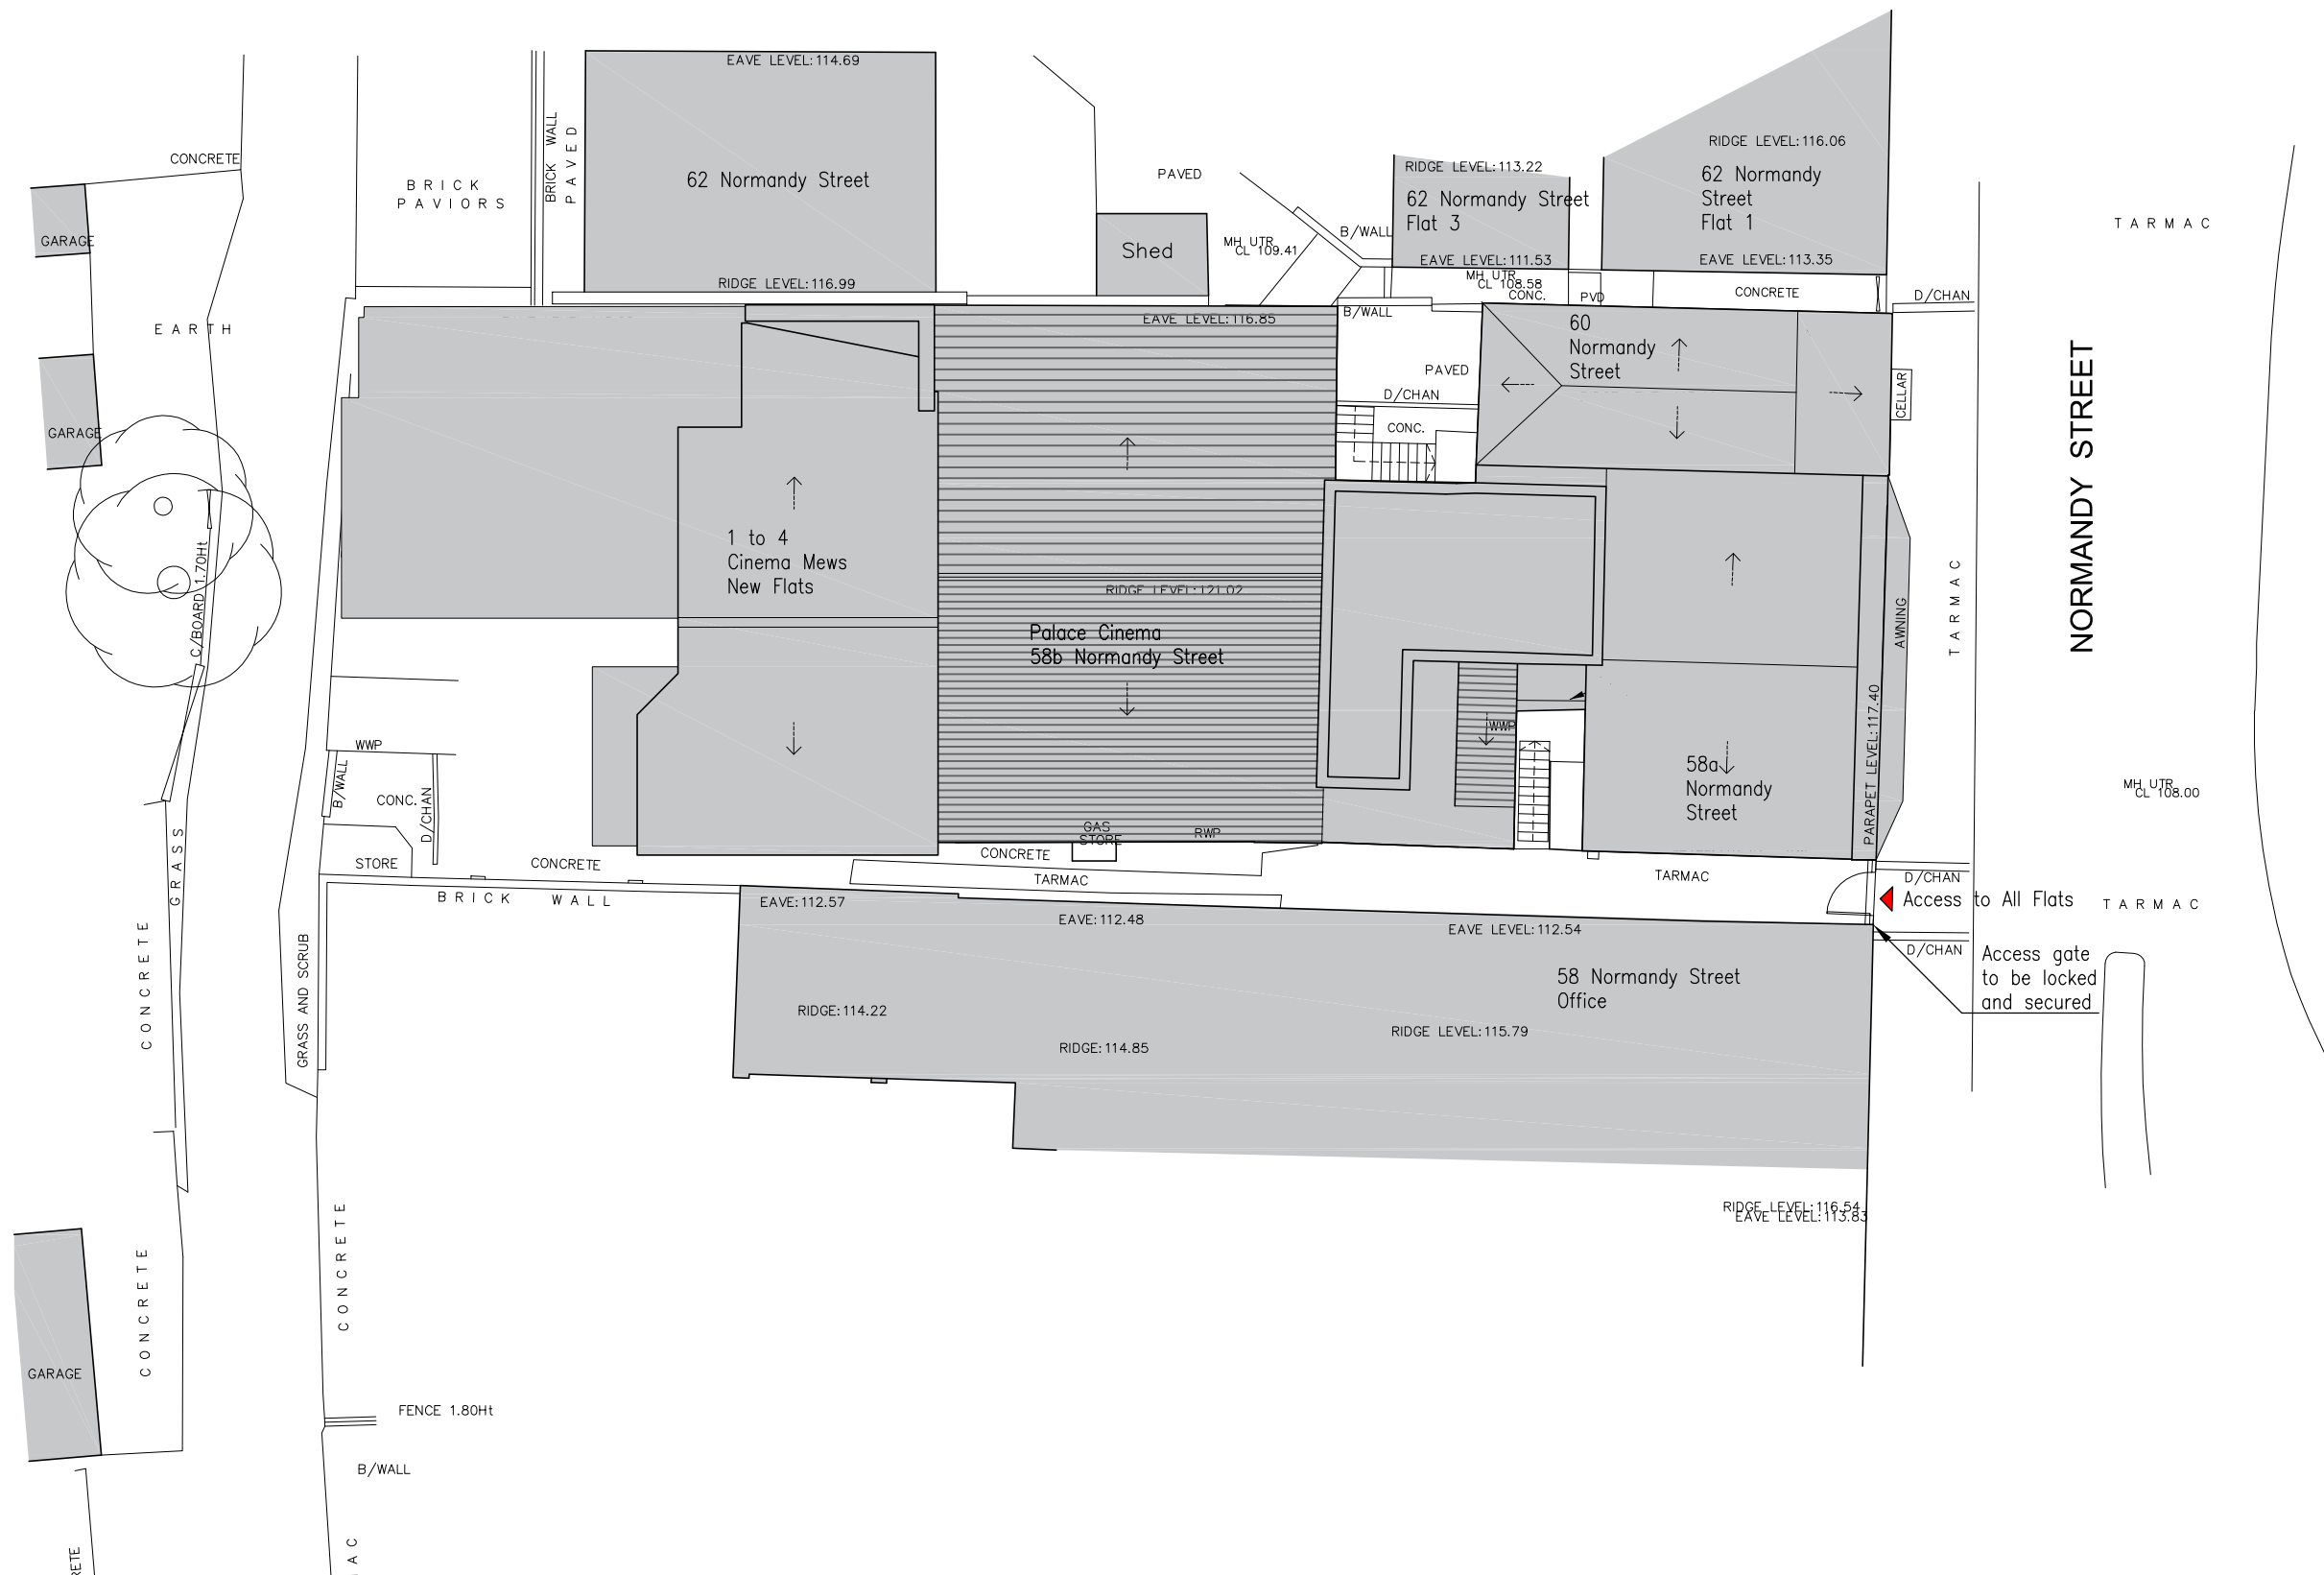 EAVE LEVEL:114.69
CONCRETE
BRICK
PAVIORS
BRICK WALL
PAVED
62 Normandy Street
RIDGE LEVEL:116.99
GARAGE
EARTH
GARAGE
PAVED
Shed
MH UTR
CL 109.41
B/WALL
RIDGE LEVEL:113.22
62 Normandy Street
Flat 3
EAVE LEVEL:111.53
MH UTR
CL 108.58
CONC.
PVD
RIDGE LEVEL:116.06
62 Normandy
Street
Flat 1
EAVE LEVEL:113.35
CONCRETE
D/CHAN
TARMAC
EAVE LEVEL:116.85
B/WALL
PAVED
D/CHAN
CONC.
60
Normandy
Street
CELLAR
NORMANDY STREET
1 to 4
Cinema Mews
New Flats
RIDGE LEVEL:121.02
Palace Cinema
58b Normandy Street
C/BOARD 1.70Ht
AWNING
TARMAC
WWP
58a
Normandy
Street
PARAPET LEVEL:117.40
MH UTR
CL 108.00
WWP
B/WALL
CONC.
D/CHAN
STORE
CONCRETE
GRASS
GAS
STORE
RWP
CONCRETE
TARMAC
TARMAC
D/CHAN
Access to All Flats
TARMAC
D/CHAN
Access gate
to be locked
and secured
BRICK WALL
EAVE:112.57
EAVE:112.48
EAVE LEVEL:112.54
58 Normandy Street
Office
RIDGE:114.22
RIDGE:114.85
RIDGE LEVEL:115.79
CONCRETE
GRASS AND SCRUB
RIDGE LEVEL:116.54
EAVE LEVEL:113.83
CONCRETE
CONCRETE
GARAGE
FENCE 1.80Ht
B/WALL